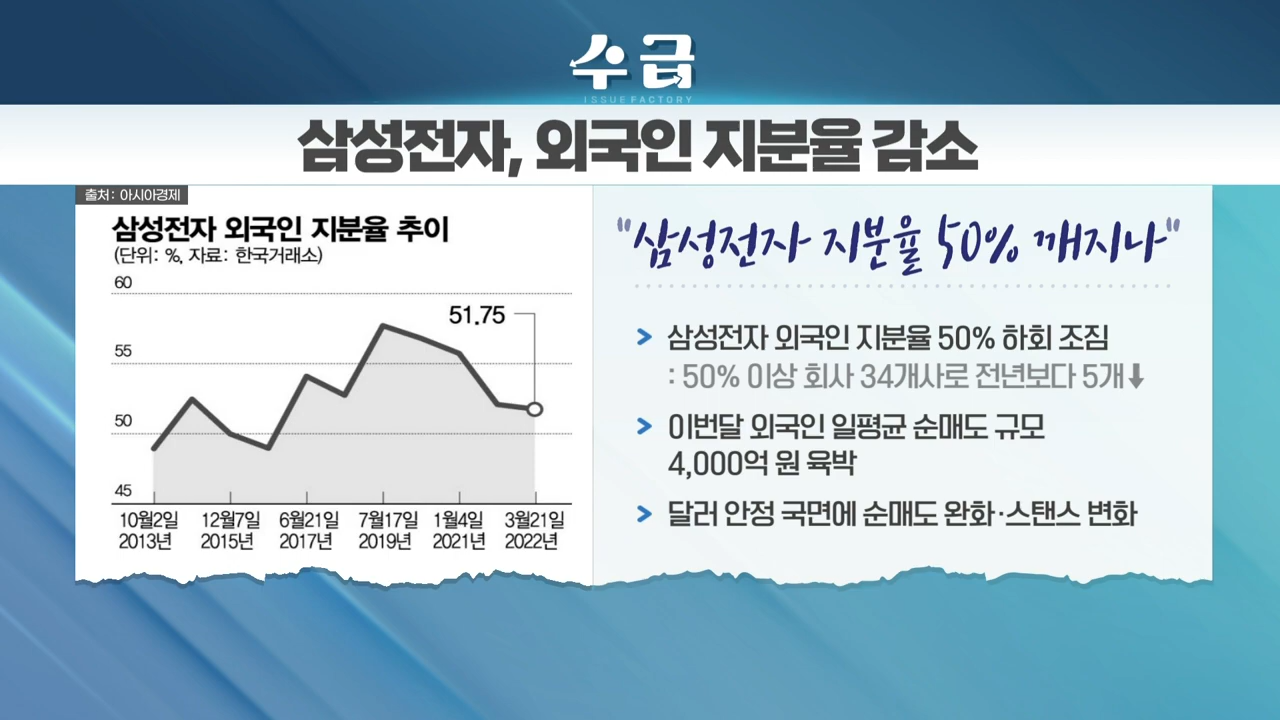 수급
ISSUE FACTORY
삼성전자, 외국인 지분율 감소
출처: 아시아경제
삼성전자 외국인 지분율 추이
(단위: %, 자료: 한국거래소)
60
55
50
45
51.75
10월2일 12월7일 6월21일 7월17일 1월4일 3월21일
2013년 2015년 2017년 2019년 2021년 2022년
"삼성전자 지분율 50% 깨지나"
> 삼성전자 외국인 지분율 50% 하회 조짐
: 50% 이상 회사 34개사로 전년보다 5개⬇
> 이번달 외국인 일평균 순매도 규모
4,000억 원 육박
> 달러 안정 국면에 순매도 완화·스탠스 변화